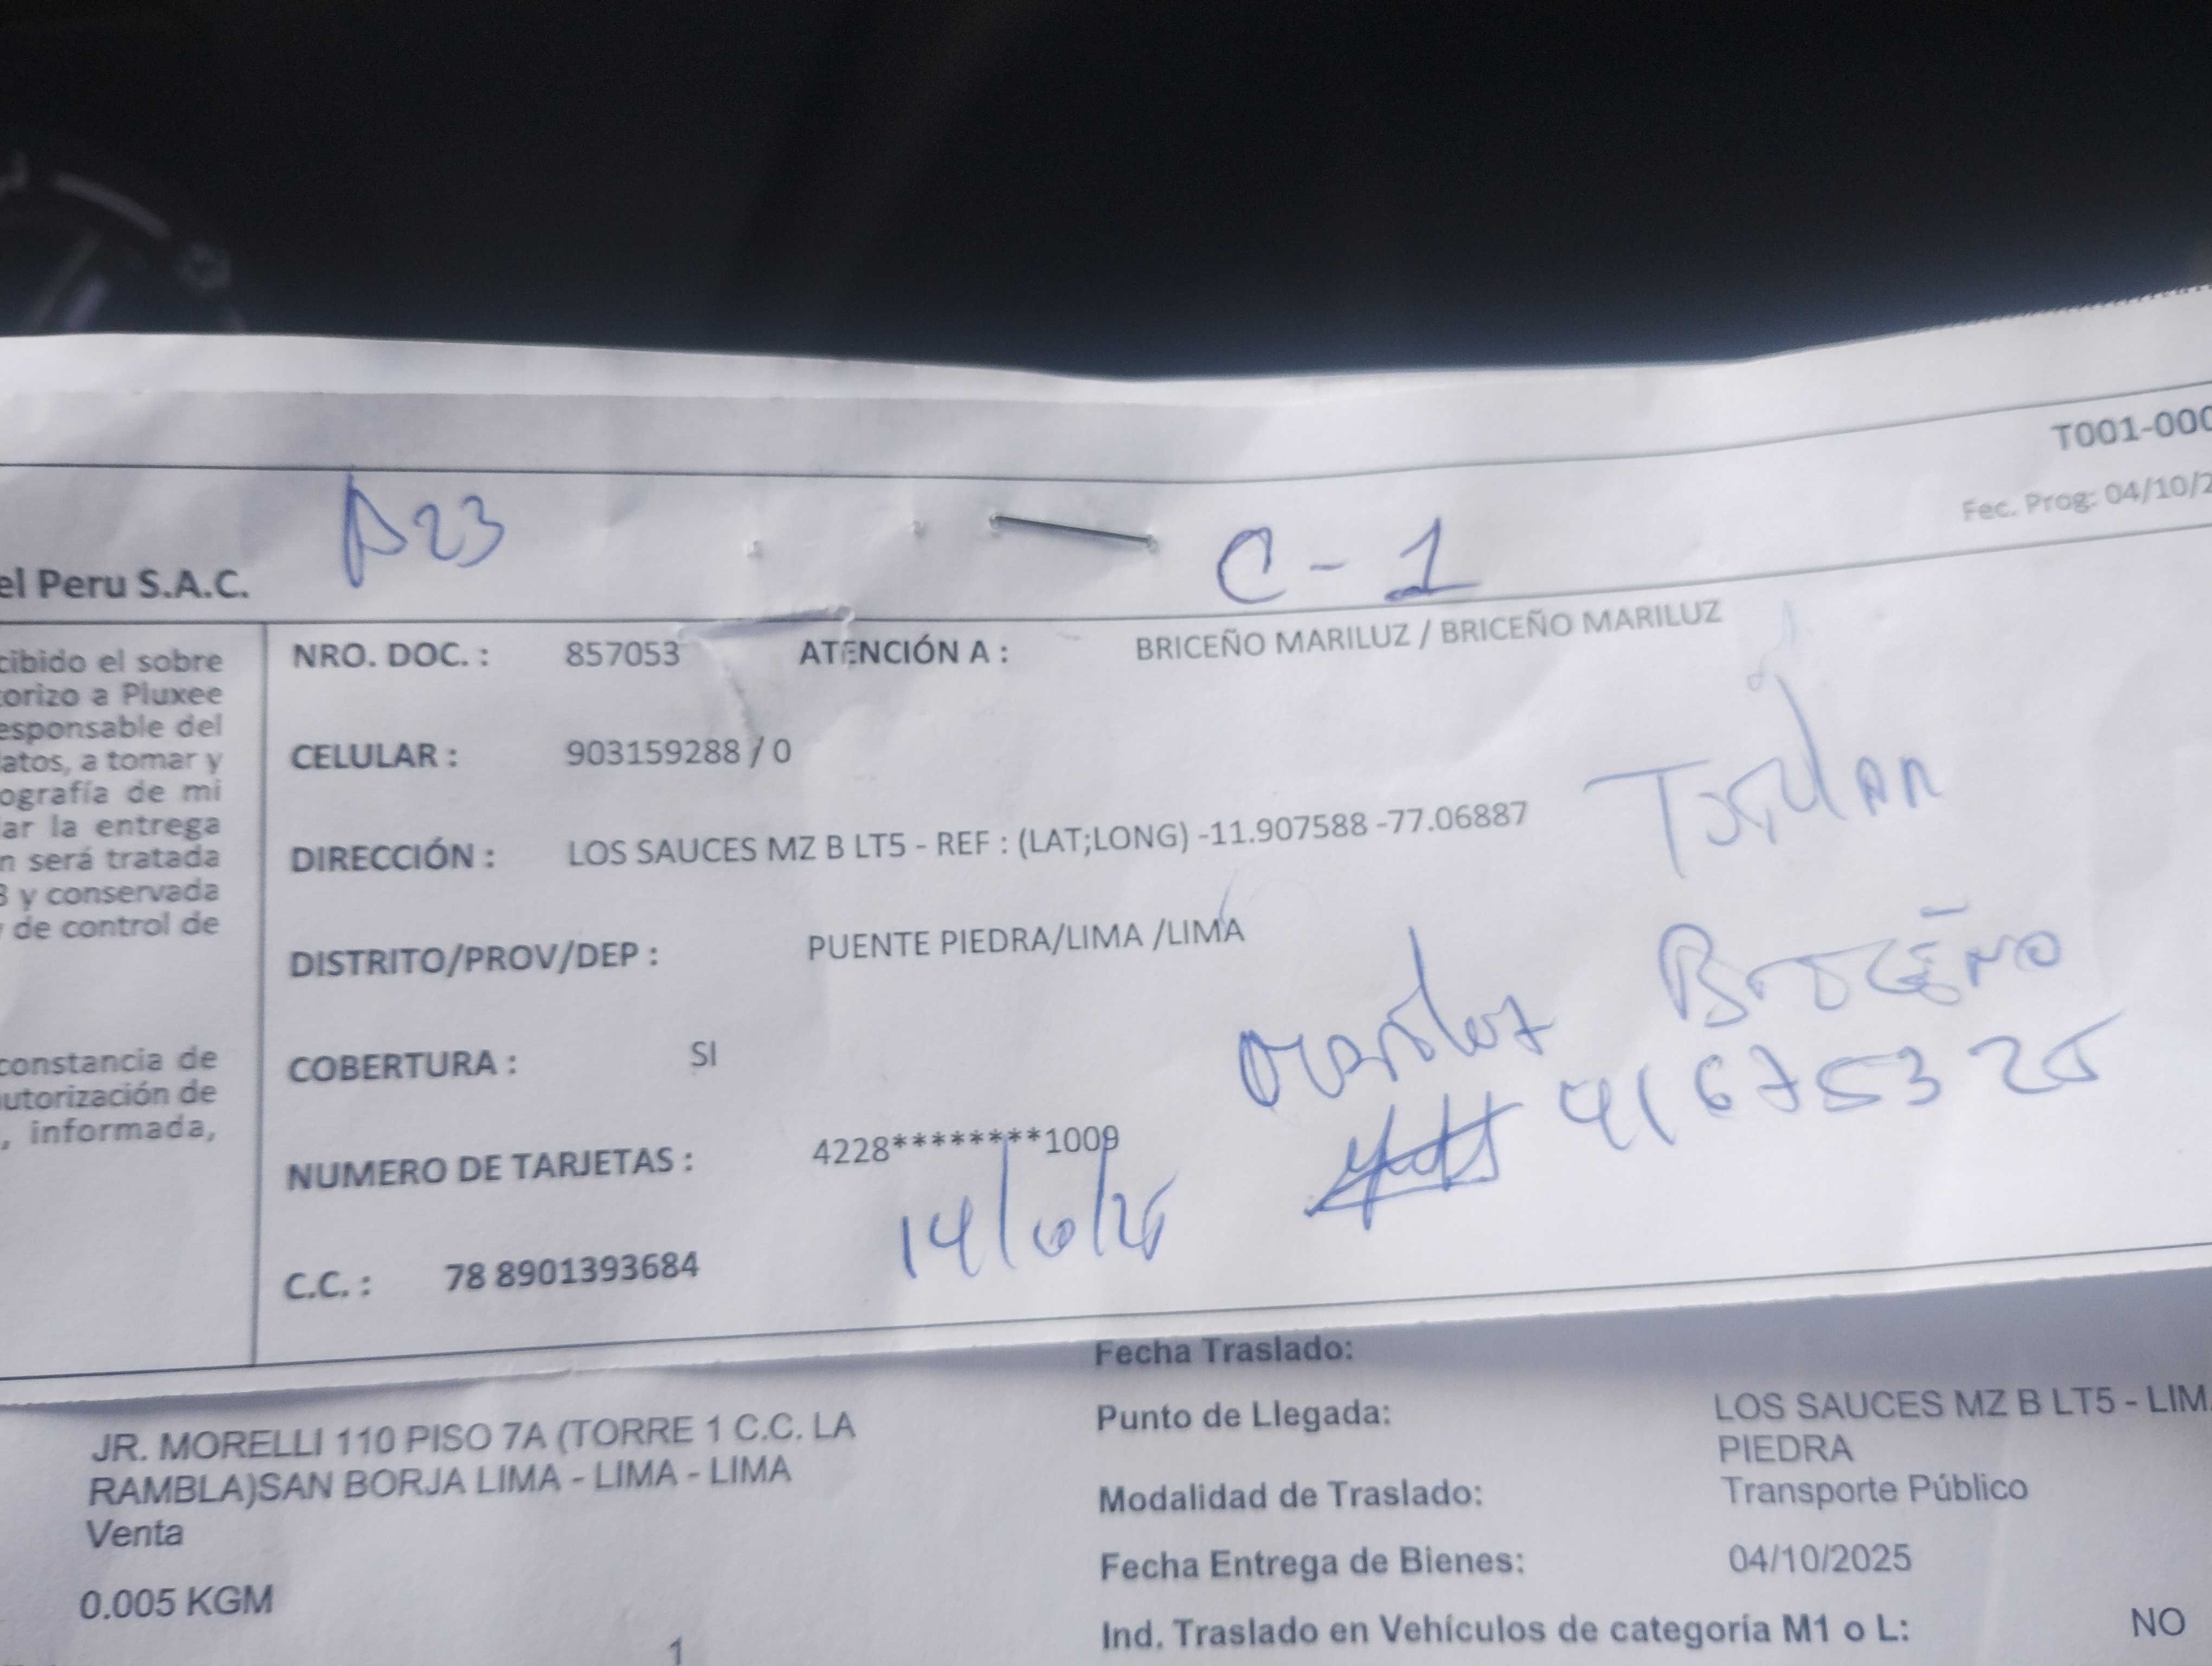 T001-000
Fec. Prog: 04/10/2
A23
C-1
el Peru S.A.C.
cibido el sobre
torizo a Pluxee
esponsable del
latos, a tomar y
ografía de mi
ar la entrega
n será tratada
3 y conservada
de control de
constancia de
autorización de
, informada,
NRO. DOC. : 857053 ATENCIÓN A : BRICEÑO MARILUZ / BRICEÑO MARILUZ
CELULAR : 903159288 / 0
Titular
DIRECCIÓN : LOS SAUCES MZ B LT5 - REF : (LAT;LONG) -11.907588 -77.06887
DISTRITO/PROV/DEP : PUENTE PIEDRA/LIMA /LIMA
Mariluz Briceño
COBERTURA : SI
41675325
NUMERO DE TARJETAS : 4228********1009
14/10/25
C.C. : 78 8901393684
JR. MORELLI 110 PISO 7A (TORRE 1 C.C. LA
RAMBLA)SAN BORJA LIMA - LIMA - LIMA
Venta
0.005 KGM
1
Fecha Traslado:
Punto de Llegada: LOS SAUCES MZ B LT5 - LIM
PIEDRA
Modalidad de Traslado: Transporte Público
Fecha Entrega de Bienes: 04/10/2025
Ind. Traslado en Vehículos de categoría M1 o L: NO